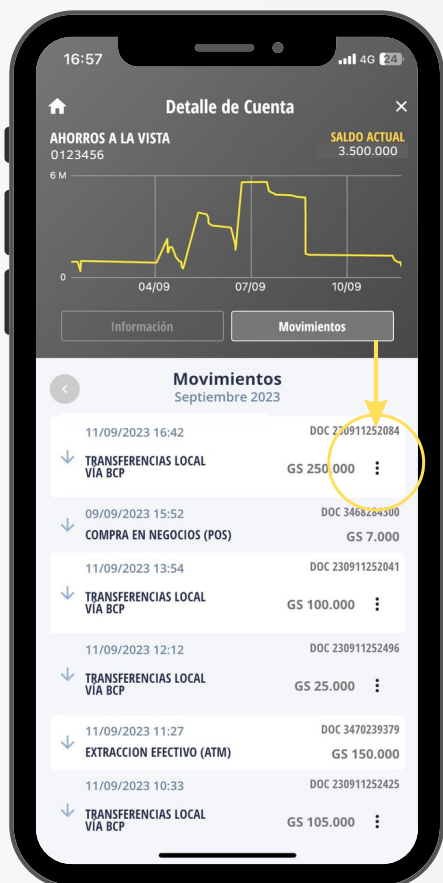 16:57
4G 24
Detalle de Cuenta
AHORROS A LA VISTA
0123456
SALDO ACTUAL
3.500.000
6 M
0
04/09 07/09 10/09
Información
Movimientos
Movimientos
Septiembre 2023
11/09/2023 16:42 DOC 230911252084
TRANSFERENCIAS LOCAL
VÍA BCP
GS 250.000
09/09/2023 15:52 DOC 3468284300
COMPRA EN NEGOCIOS (POS) GS 7.000
11/09/2023 13:54 DOC 230911252041
TRANSFERENCIAS LOCAL
VÍA BCP
GS 100.000
11/09/2023 12:12 DOC 230911252496
TRANSFERENCIAS LOCAL
VÍA BCP
GS 25.000
11/09/2023 11:27 DOC 3470239379
EXTRACCION EFECTIVO (ATM) GS 150.000
11/09/2023 10:33 DOC 230911252425
TRANSFERENCIAS LOCAL
VÍA BCP
GS 105.000